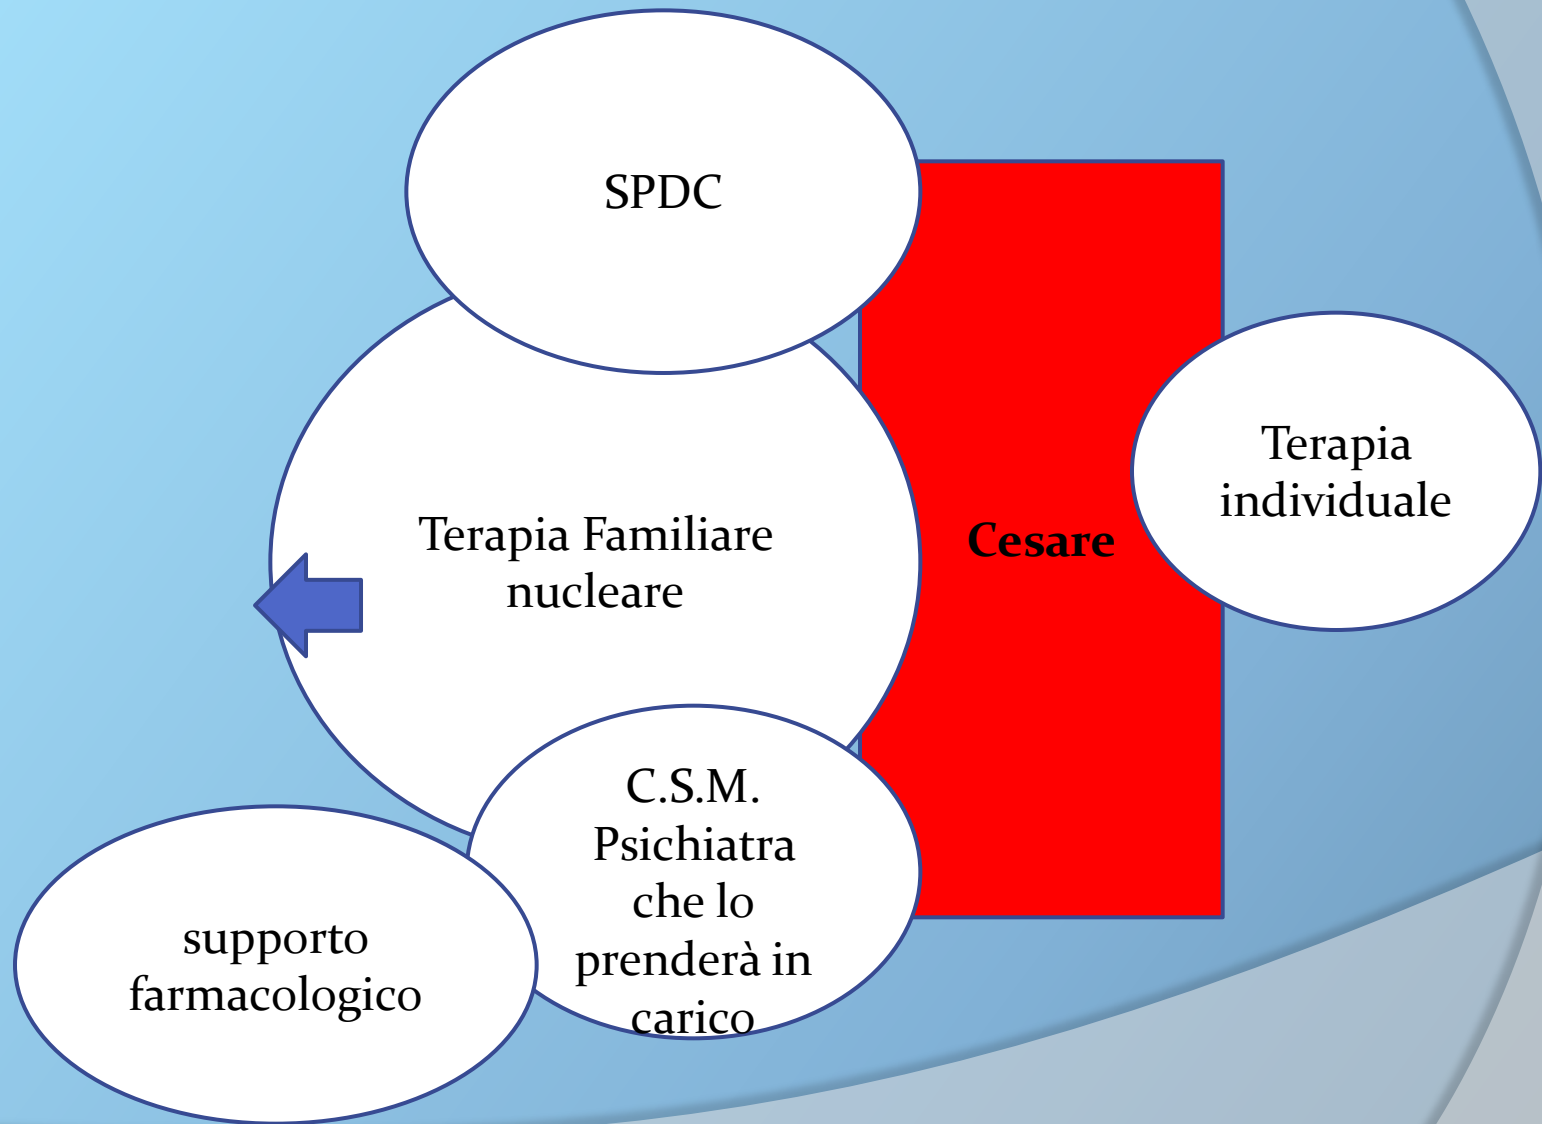 SPDC
Terapia Familiare
nucleare
Cesare
Terapia
individuale
C.S.M.
Psichiatra
che lo
prenderà in
carico
supporto
farmacologico